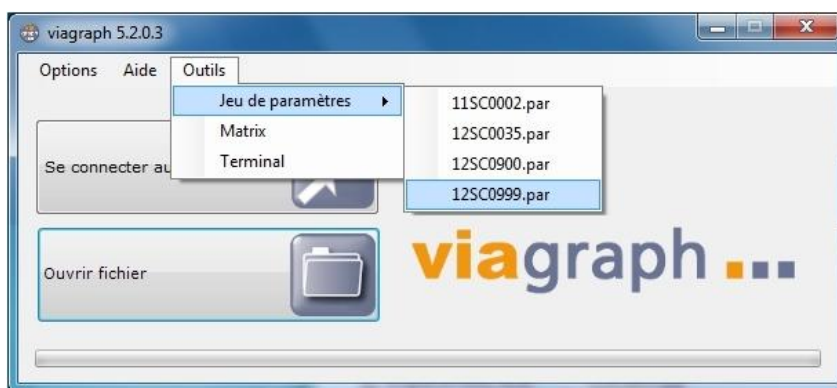 viagraph 5.2.0.3
Options Aide Outils
Jeu de paramètres
Matrix
Terminal
11SC0002.par
12SC0035.par
12SC0900.par
12SC0999.par
Se connecter au
Ouvrir fichier
viagraph ...